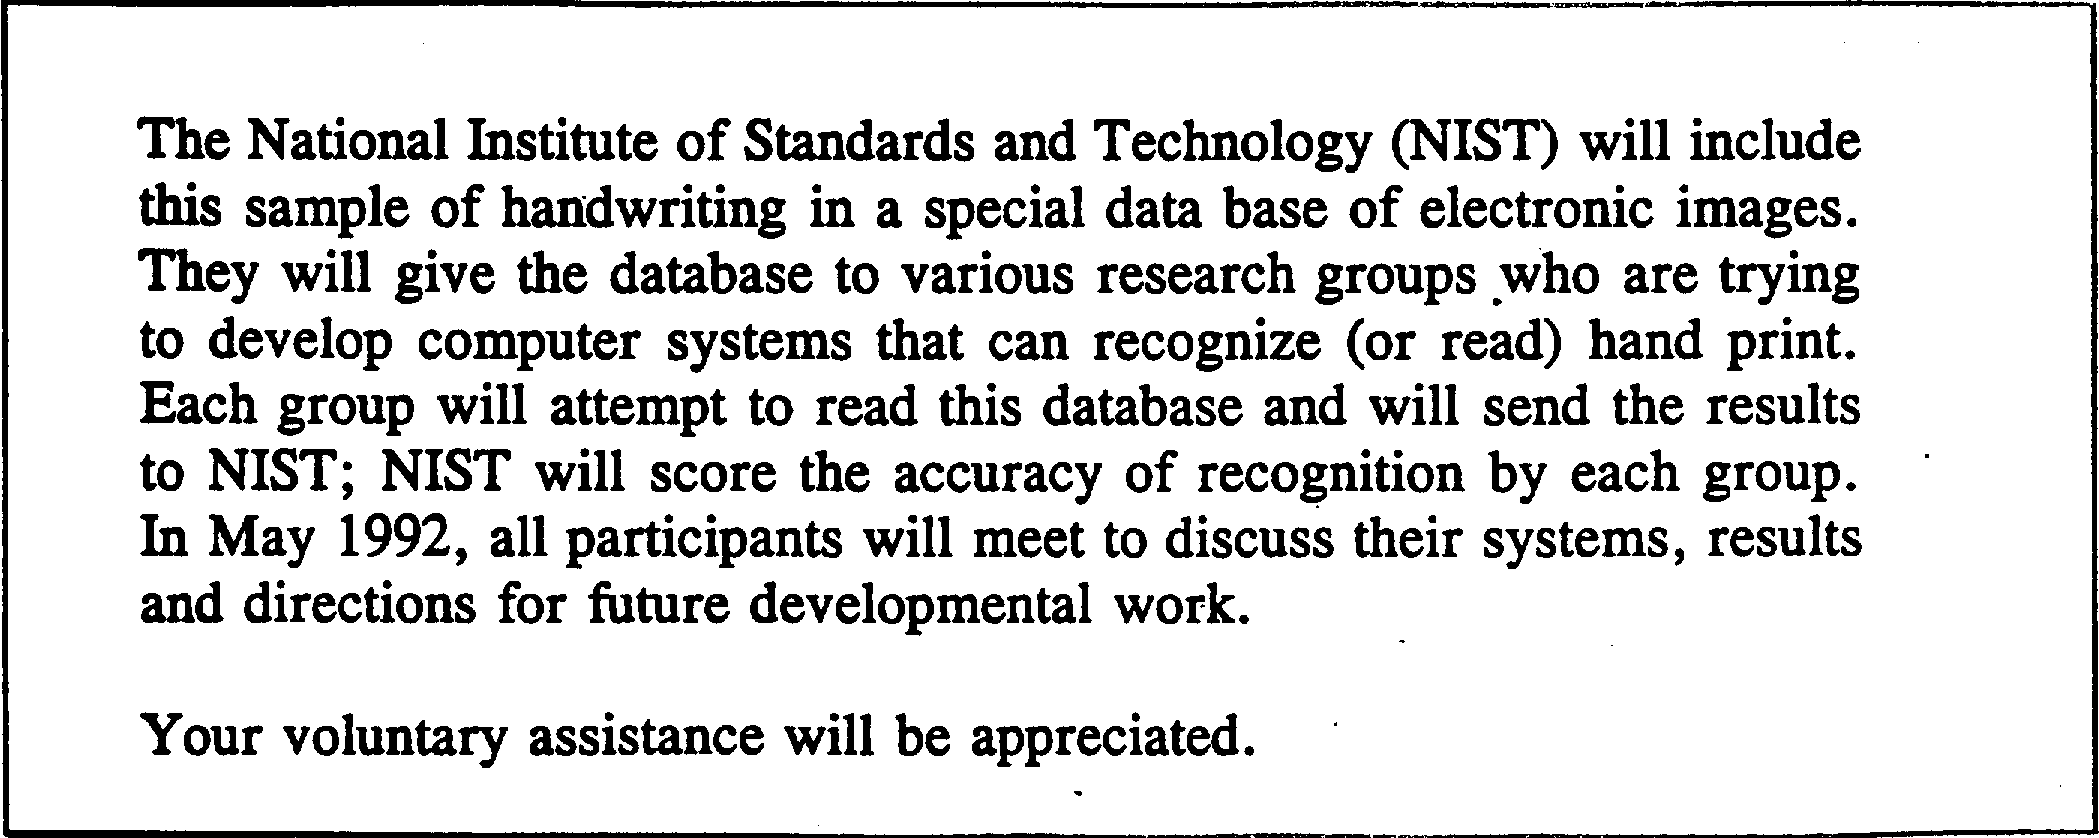 The National Institute of Standards and Technology (NIST) will include
this sample of handwriting in a special data base of electronic images.
They will give the database to various research groups who are trying
to develop computer systems that can recognize (or read) hand print.
Each group will attempt to read this database and will send the results
to NIST; NIST will score the accuracy of recognition by each group.
In May 1992, all participants will meet to discuss their systems, results
and directions for future developmental work.
Your voluntary assistance will be appreciated.